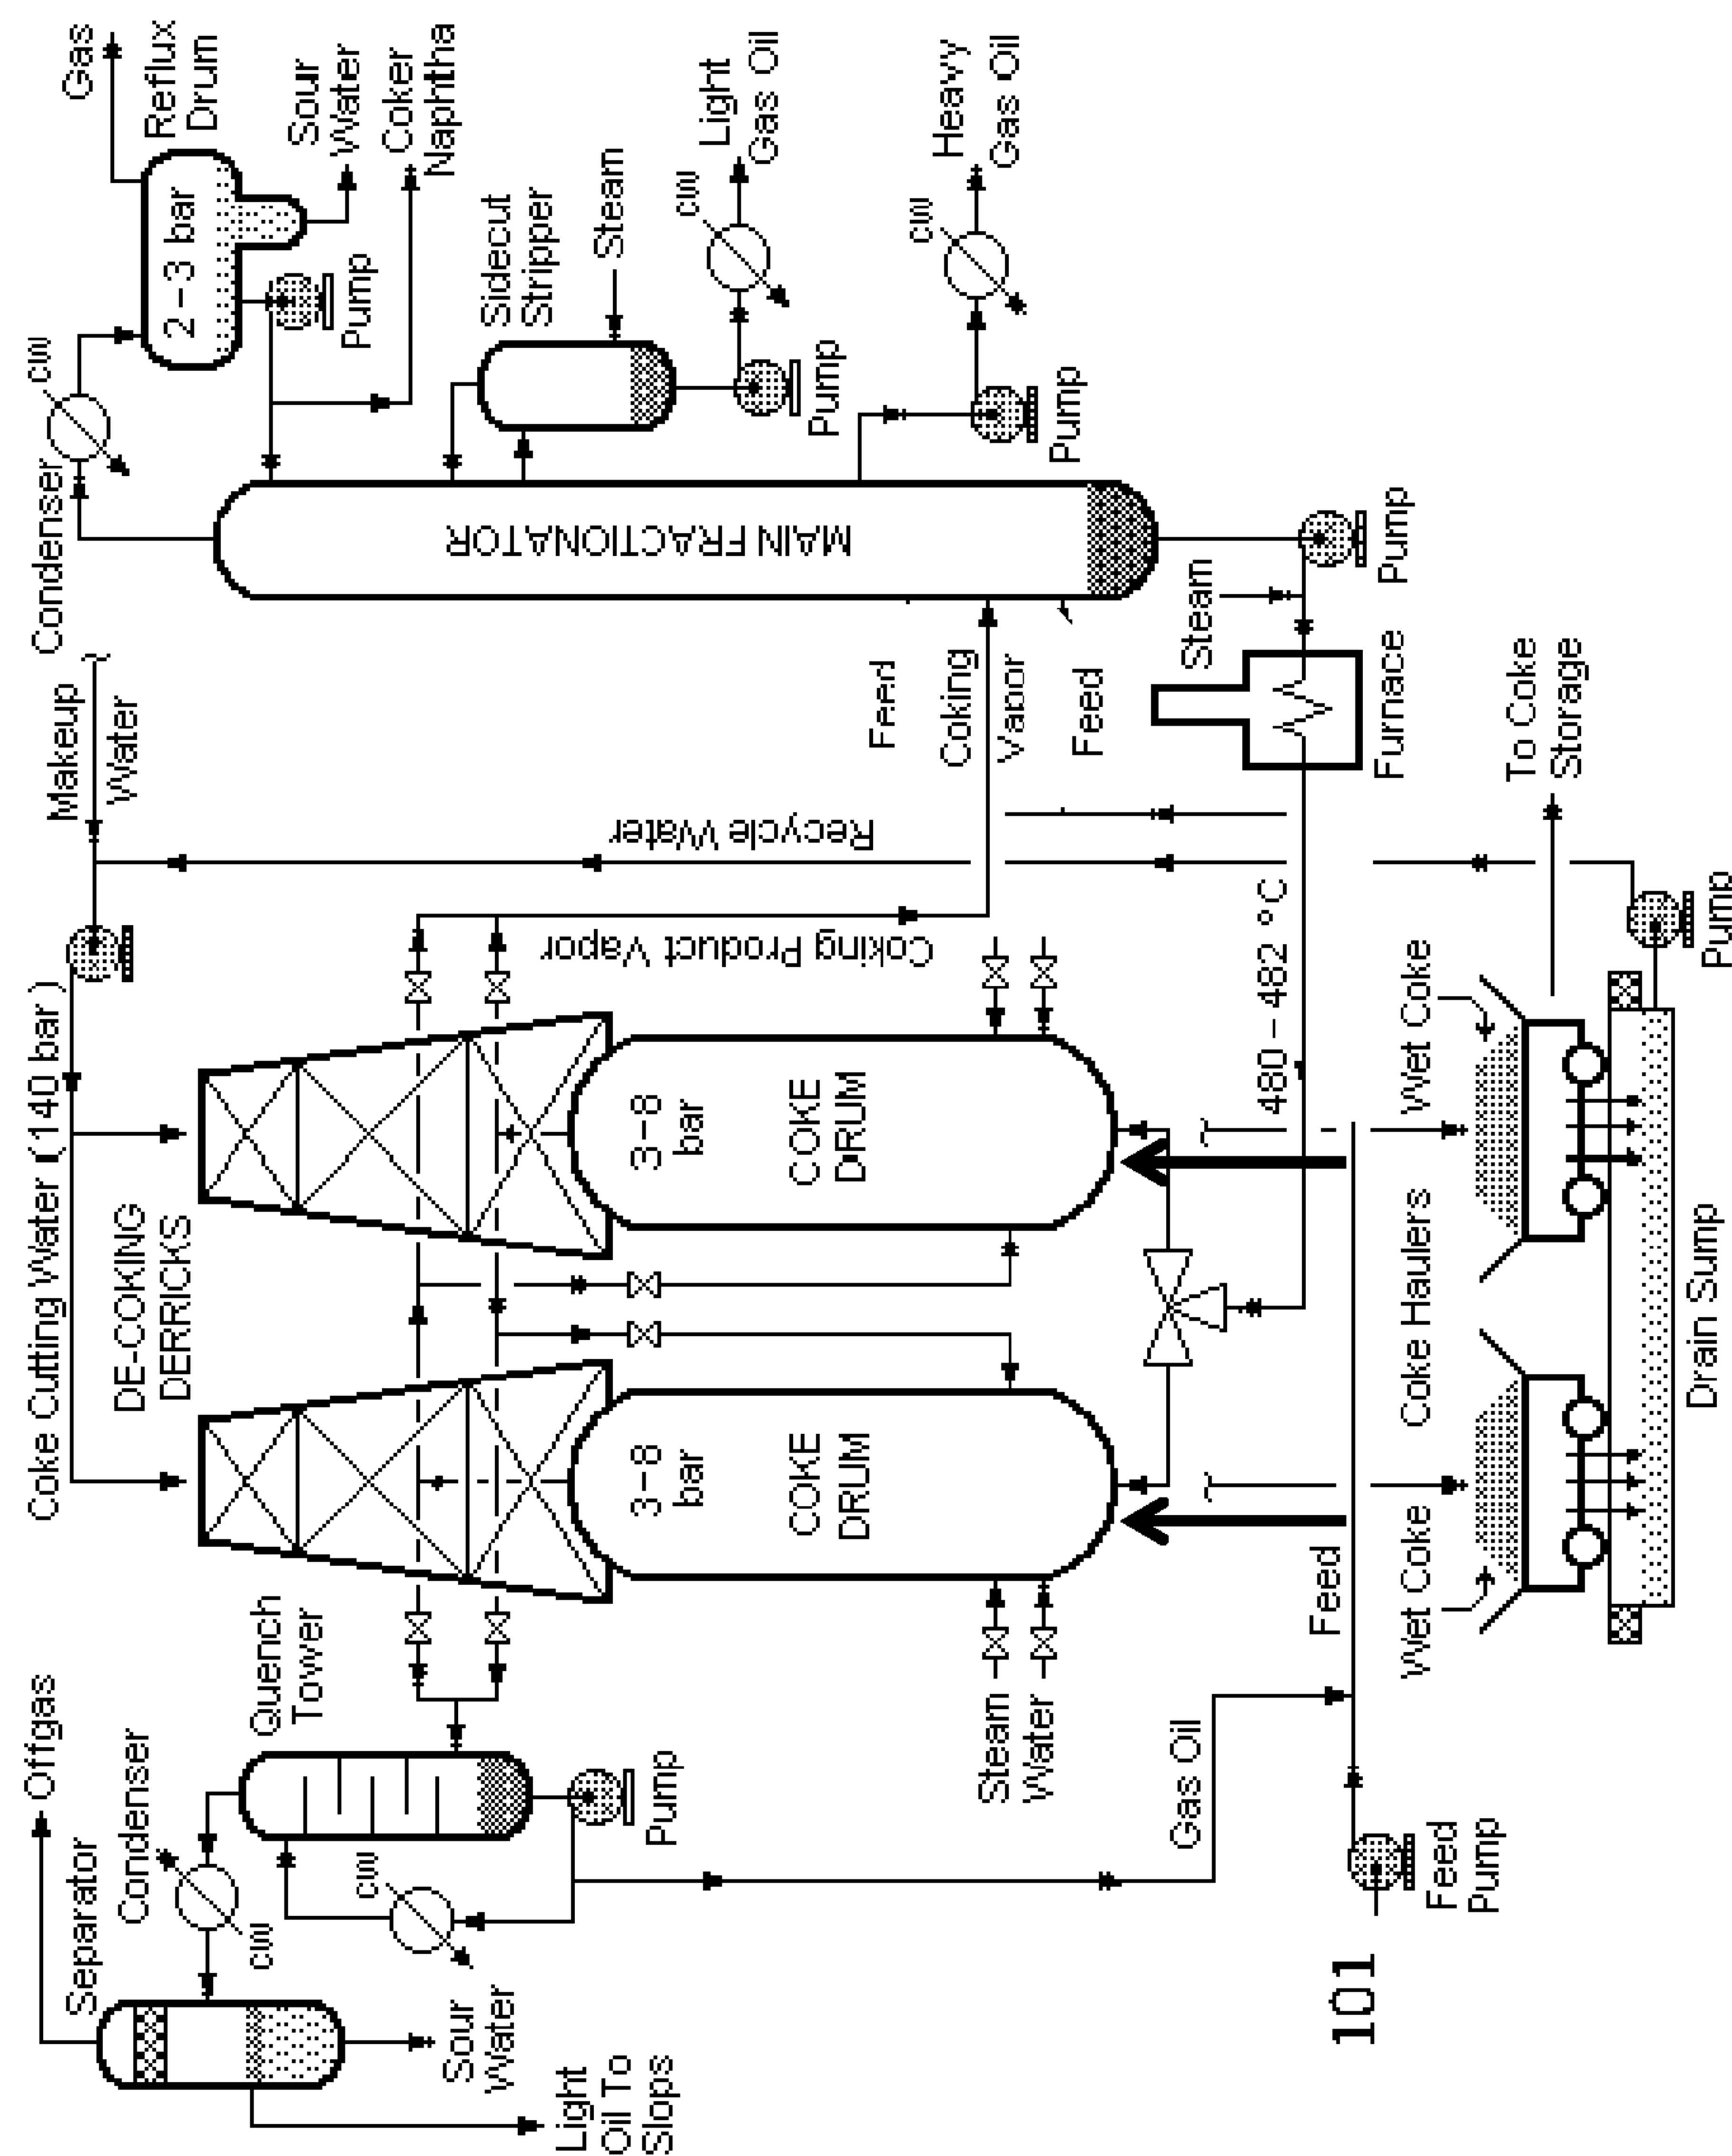 Offgas
Separator
Condenser
cw
Quench
Tower
cw
Sour
Water
Light
Oil To
Slops
Pump
Steam
Water
Gas Oil
101
Feed
Pump
Feed
Coke Cutting Water (140 bar)
DE-COKING
DERRICKS
3-8
bar
COKE
DRUM
3-8
bar
COKE
DRUM
Makeup
Water
Coking Product Vapor
Recycle Water
480-482 °C
Wet Coke
Coke Haulers
Wet Coke
Drain Sump
Pump
To Coke
Storage
Condenser
cw
Gas
Reflux
Drum
2-3 bar
Pump
Sour
Water
Coker
Naphtha
MAIN FRACTIONATOR
Sidecut
Stripper
Steam
Pump
cw
Light
Gas Oil
Pump
cw
Heavy
Gas Oil
Feed
Coking
Vapor
Feed
Steam
Furnace
Pump